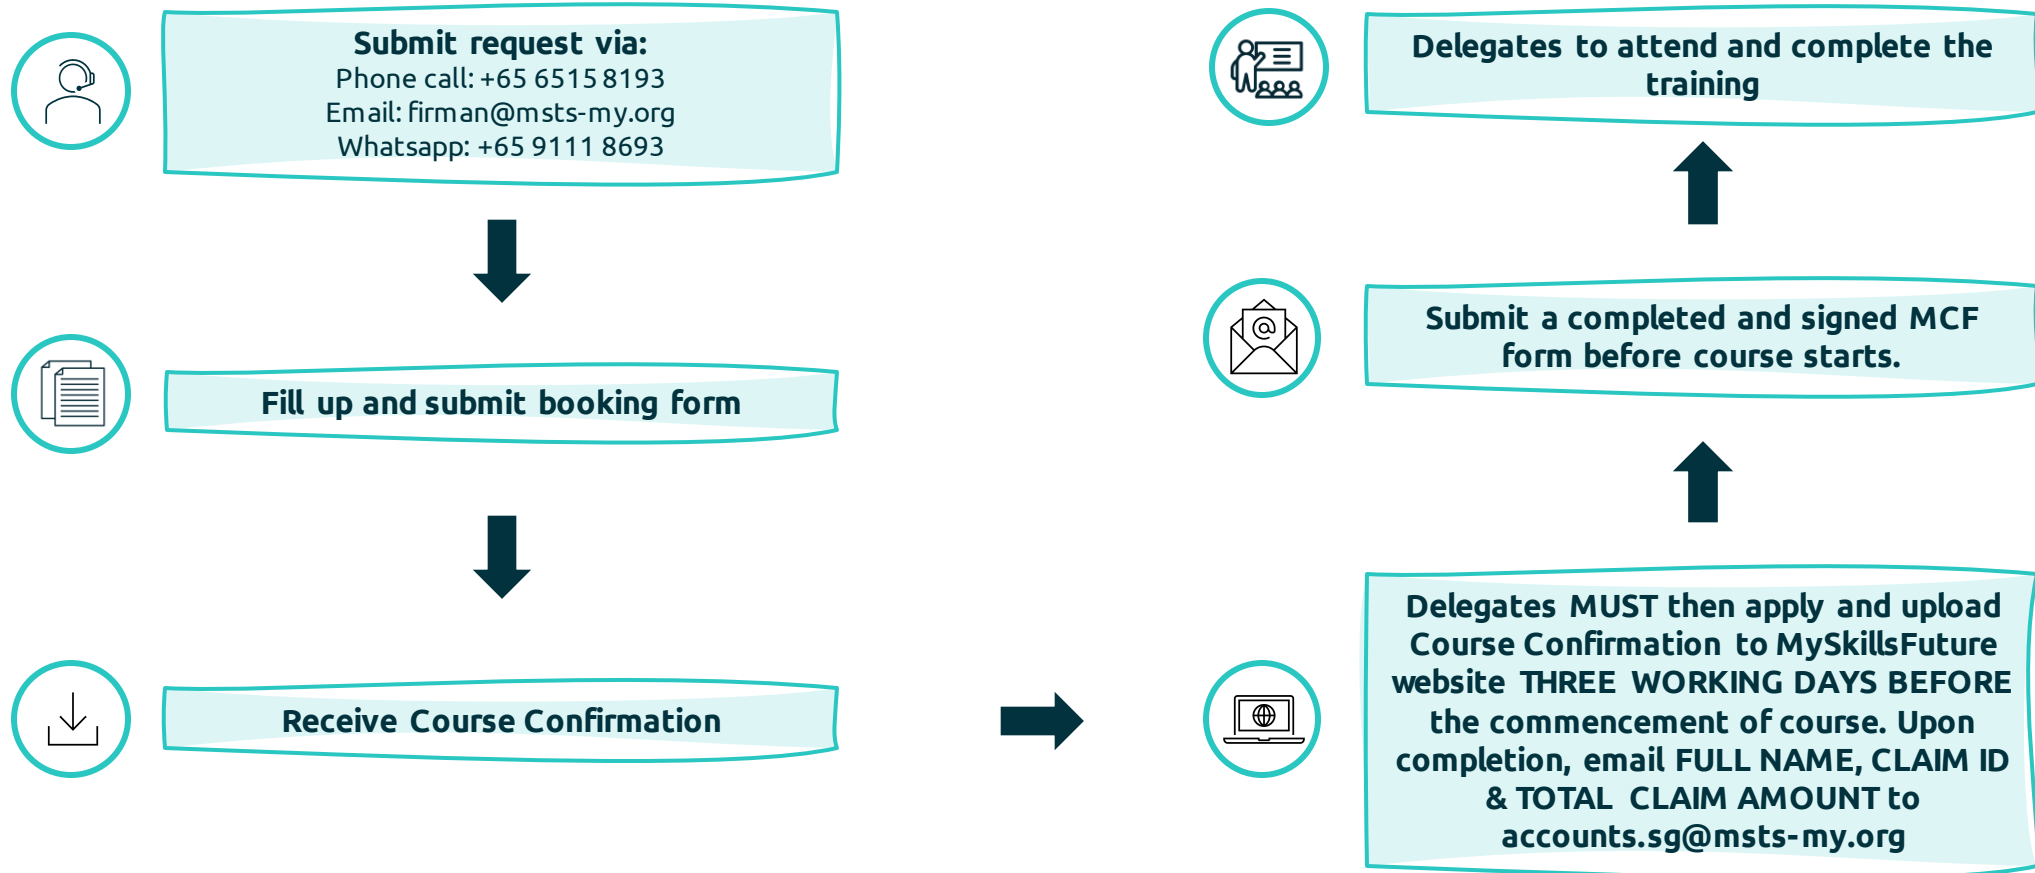 Submit request via:
Phone call: +65 6515 8193
Email: firman@msts-my.org
Whatsapp: +65 9111 8693
Fill up and submit booking form
Receive Course Confirmation
Delegates MUST then apply and upload
Course Confirmation to MySkillsFuture
website THREE WORKING DAYS BEFORE
the commencement of course. Upon
completion, email FULL NAME, CLAIM ID
& TOTAL CLAIM AMOUNT to
accounts.sg@msts-my.org
Submit a completed and signed MCF
form before course starts.
Delegates to attend and complete the
training